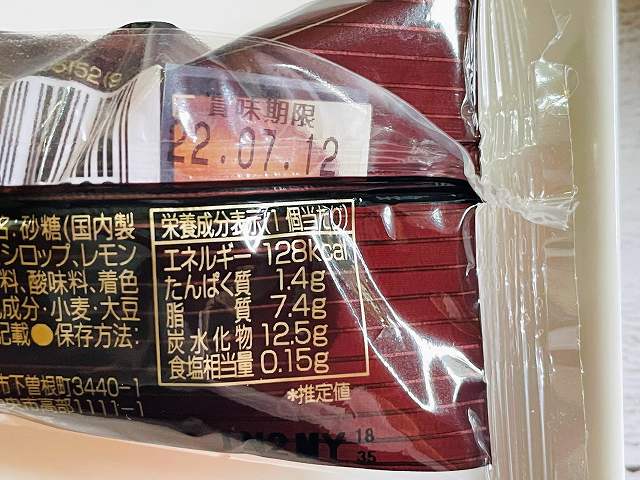 賞味期限
22.07.12
栄養成分表示(1個当たり)
エネルギー 128kcal
たんぱく質 1.4g
脂質 7.4g
炭水化物 12.5g
食塩相当量 0.15g
*推定値
砂糖(国内製
シロップ、レモン
料、酸味料、着色
成分・小麦・大豆
記載●保存方法:
市下曽根町3440-1
1111-1
18
35